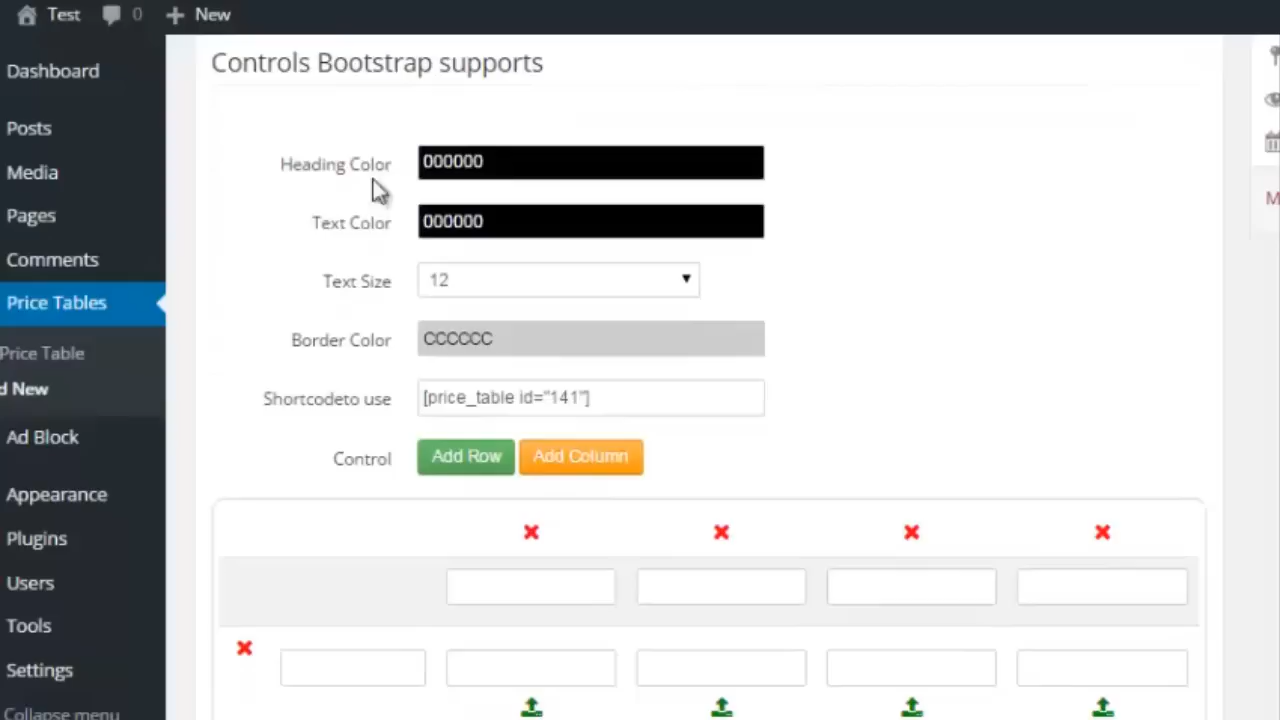 Test 0 New
Dashboard
Posts
Media
Pages
Comments
Price Tables
Price Table
d New
Ad Block
Appearance
Plugins
Users
Tools
Settings
Collapse menu
Controls Bootstrap supports
Heading Color 000000
Text Color 000000
Text Size 12
Border Color CCCCCC
Shortcodeto use [price_table id="141"]
Control Add Row Add Column
M